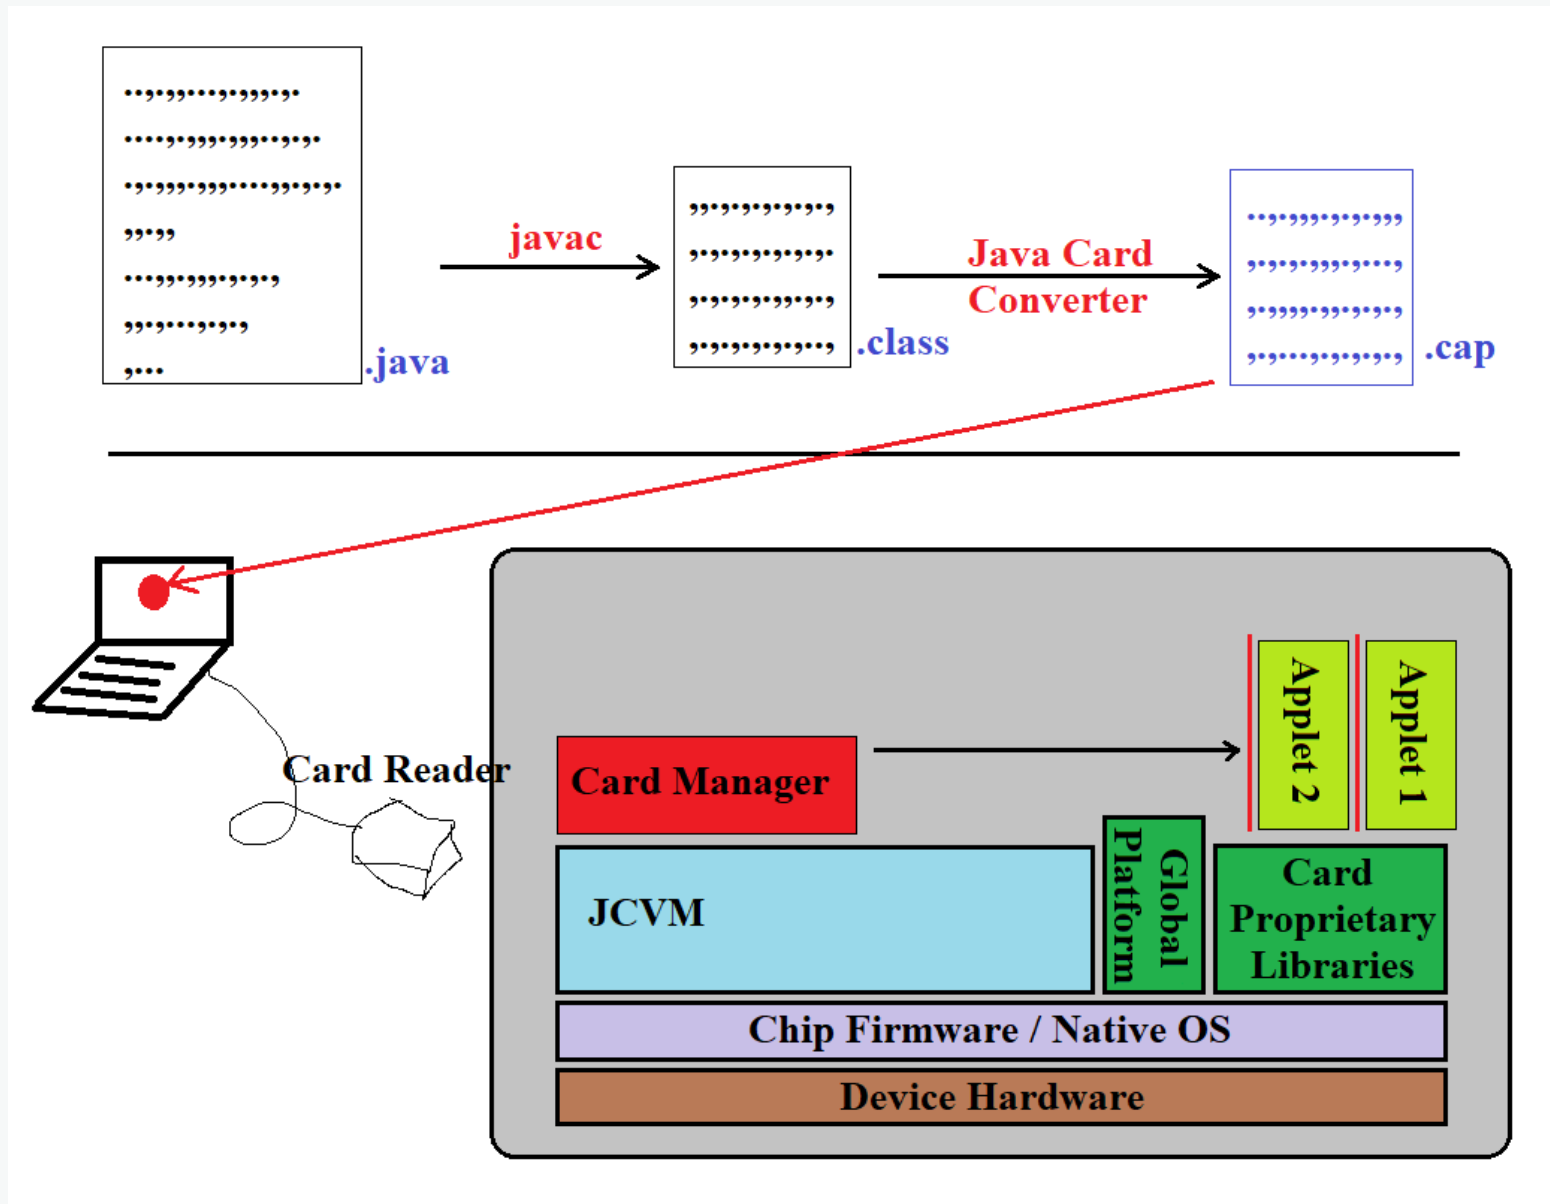 ..,.,,...,.,,,.,.
....,.,,,.,,,..,.,.
.,.,,,.,,,....,,.,.,.
,,.,,
...,,.,,,.,.,.,
,,.,...,.,.,
,...
.java
javac
,,.,.,.,.,.,.,
,.,.,.,.,.,.,.
,.,.,.,.,,.,.,
,.,.,.,.,.,..,
.class
Java Card
Converter
..,.,,,.,.,.,,,
,.,.,.,,,.,...,
,.,,,,.,,.,.,.,
,.,...,.,.,.,.,
.cap
Card Reader
Card Manager
Applet 2
Applet 1
JCVM
Global
Platform
Card
Proprietary
Libraries
Chip Firmware / Native OS
Device Hardware